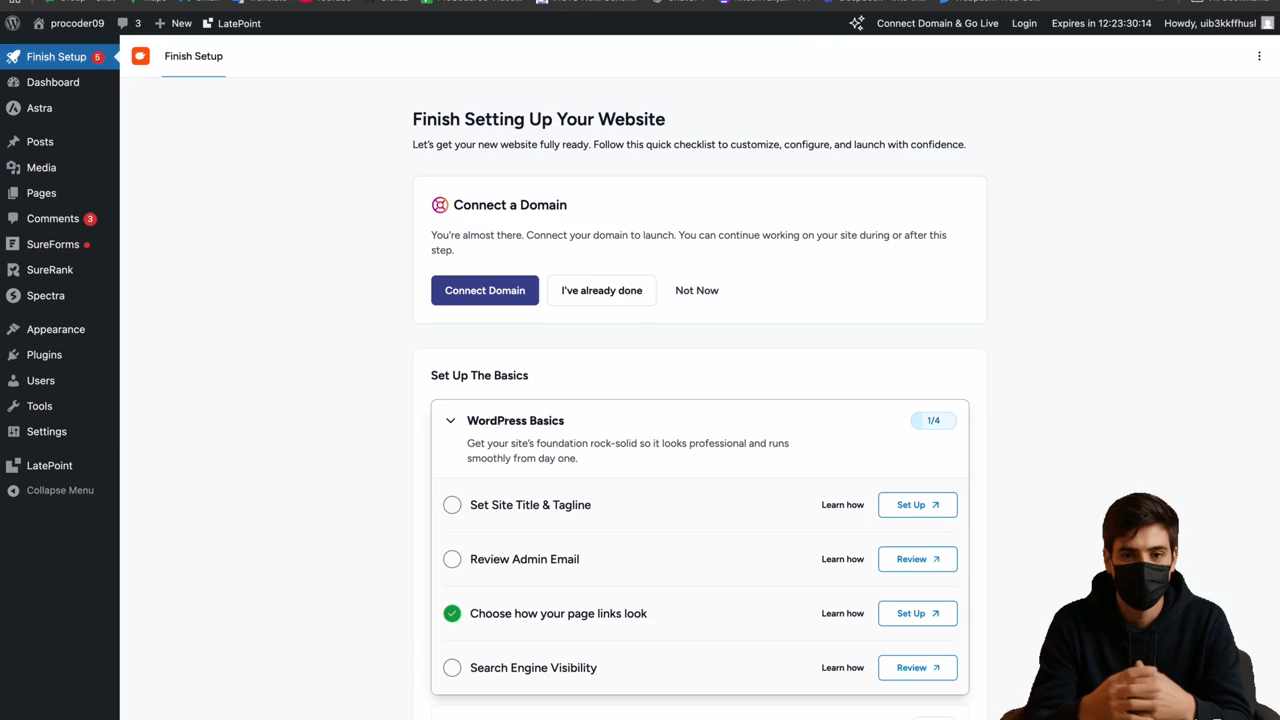 procoder09
3
New
LatePoint
Connect Domain & Go Live
Login
Expires in 12:23:30:14
Howdy, uib3kkffhusl
Finish Setup 5
Dashboard
Astra
Posts
Media
Pages
Comments 3
SureForms
SureRank
Spectra
Appearance
Plugins
Users
Tools
Settings
LatePoint
Collapse Menu
Finish Setup
Finish Setting Up Your Website
Let's get your new website fully ready. Follow this quick checklist to customize, configure, and launch with confidence.
Connect a Domain
You're almost there. Connect your domain to launch. You can continue working on your site during or after this
step.
Connect Domain
I've already done
Not Now
Set Up The Basics
WordPress Basics
1/4
Get your site's foundation rock-solid so it looks professional and runs
smoothly from day one.
Set Site Title & Tagline
Learn how
Set Up
Review Admin Email
Learn how
Review
Choose how your page links look
Learn how
Set Up
Search Engine Visibility
Learn how
Review